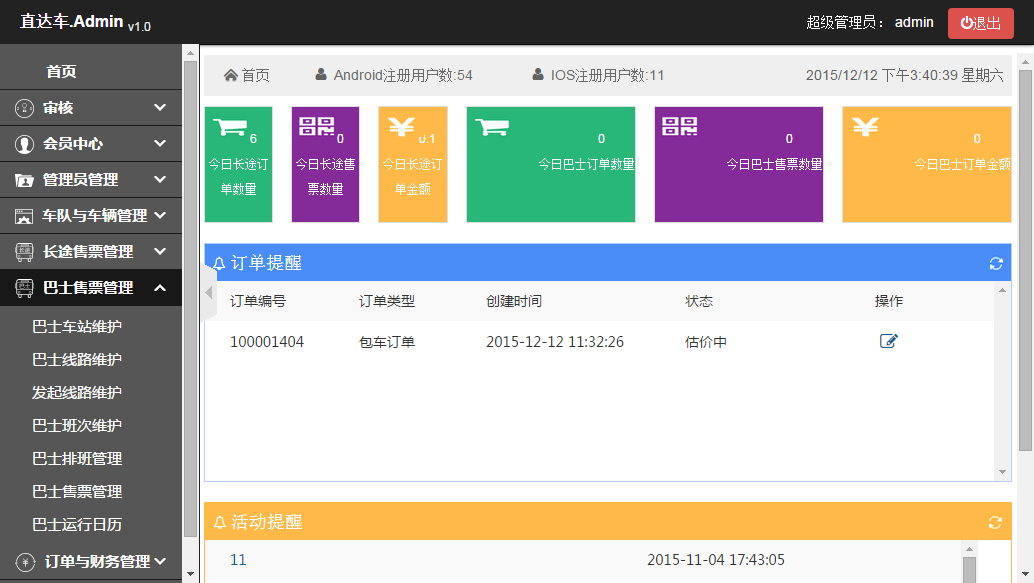 直达车.Admin v1.0
超级管理员： admin
退出
首页
审核
会员中心
管理员管理
车队与车辆管理
长途售票管理
巴士售票管理
巴士车站维护
巴士线路维护
发起线路维护
巴士班次维护
巴士排班管理
巴士售票管理
巴士运行日历
订单与财务管理
首页 Android注册用户数:54 IOS注册用户数:11 2015/12/12 下午3:40:39 星期六
6
今日长途订
单数量
0
今日长途售
票数量
0.1
今日长途订
单金额
0
今日巴士订单数量
0
今日巴士售票数量
0
今日巴士订单金额
订单提醒
订单编号 订单类型 创建时间 状态 操作
100001404 包车订单 2015-12-12 11:32:26 估价中
活动提醒
11 2015-11-04 17:43:05